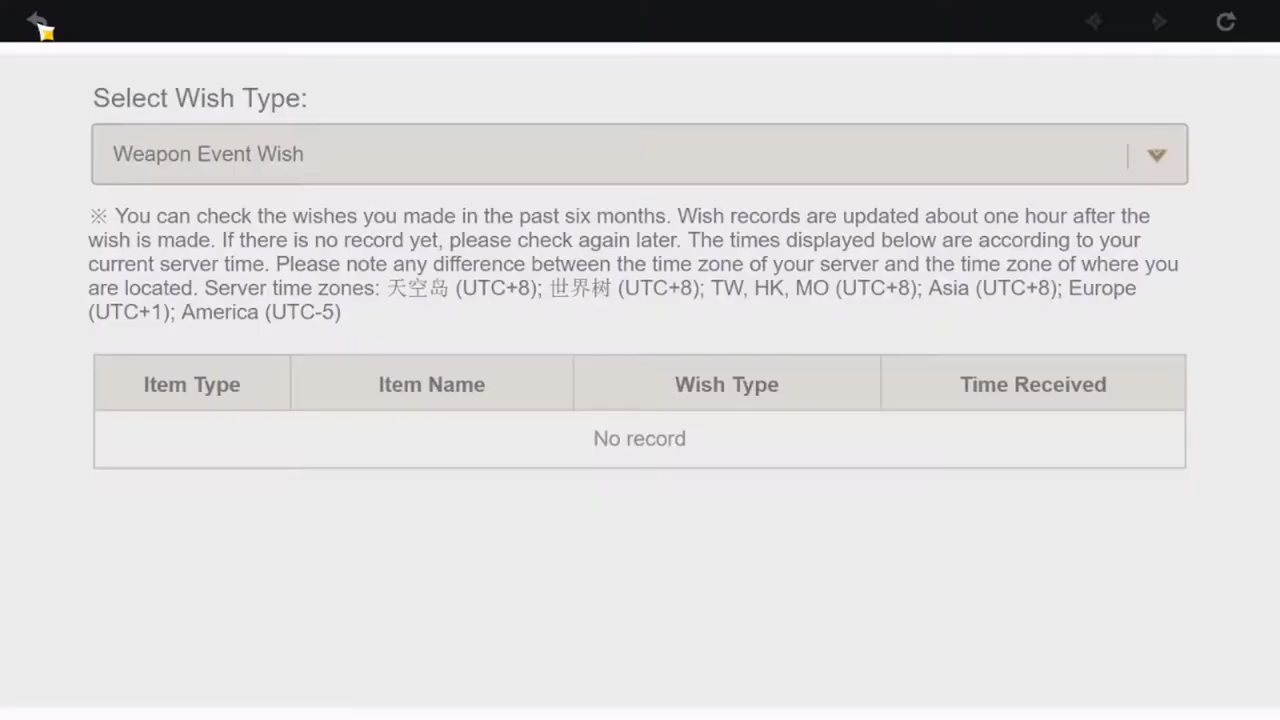 Select Wish Type:
Weapon Event Wish
※ You can check the wishes you made in the past six months. Wish records are updated about one hour after the
wish is made. If there is no record yet, please check again later. The times displayed below are according to your
current server time. Please note any difference between the time zone of your server and the time zone of where you
are located. Server time zones: 天空岛 (UTC+8); 世界树 (UTC+8); TW, HK, MO (UTC+8); Asia (UTC+8); Europe
(UTC+1); America (UTC-5)
Item Type Item Name Wish Type Time Received
No record